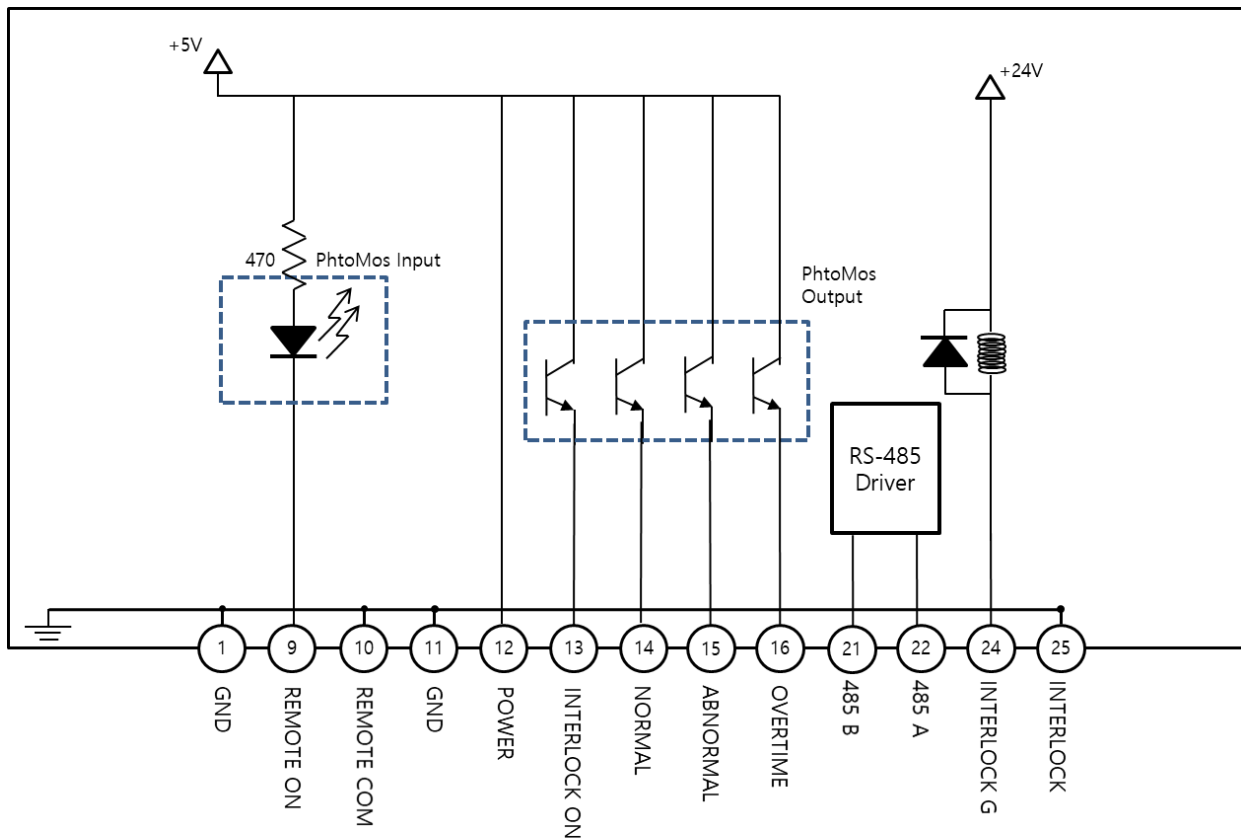 +5V
+24V
470
PhtoMos Input
PhtoMos
Output
RS-485
Driver
1
9
10
11
12
13
14
15
16
21
22
24
25
GND
REMOTE ON
REMOTE COM
GND
POWER
INTERLOCK ON
NORMAL
ABNORMAL
OVERTIME
485 B
485 A
INTERLOCK G
INTERLOCK